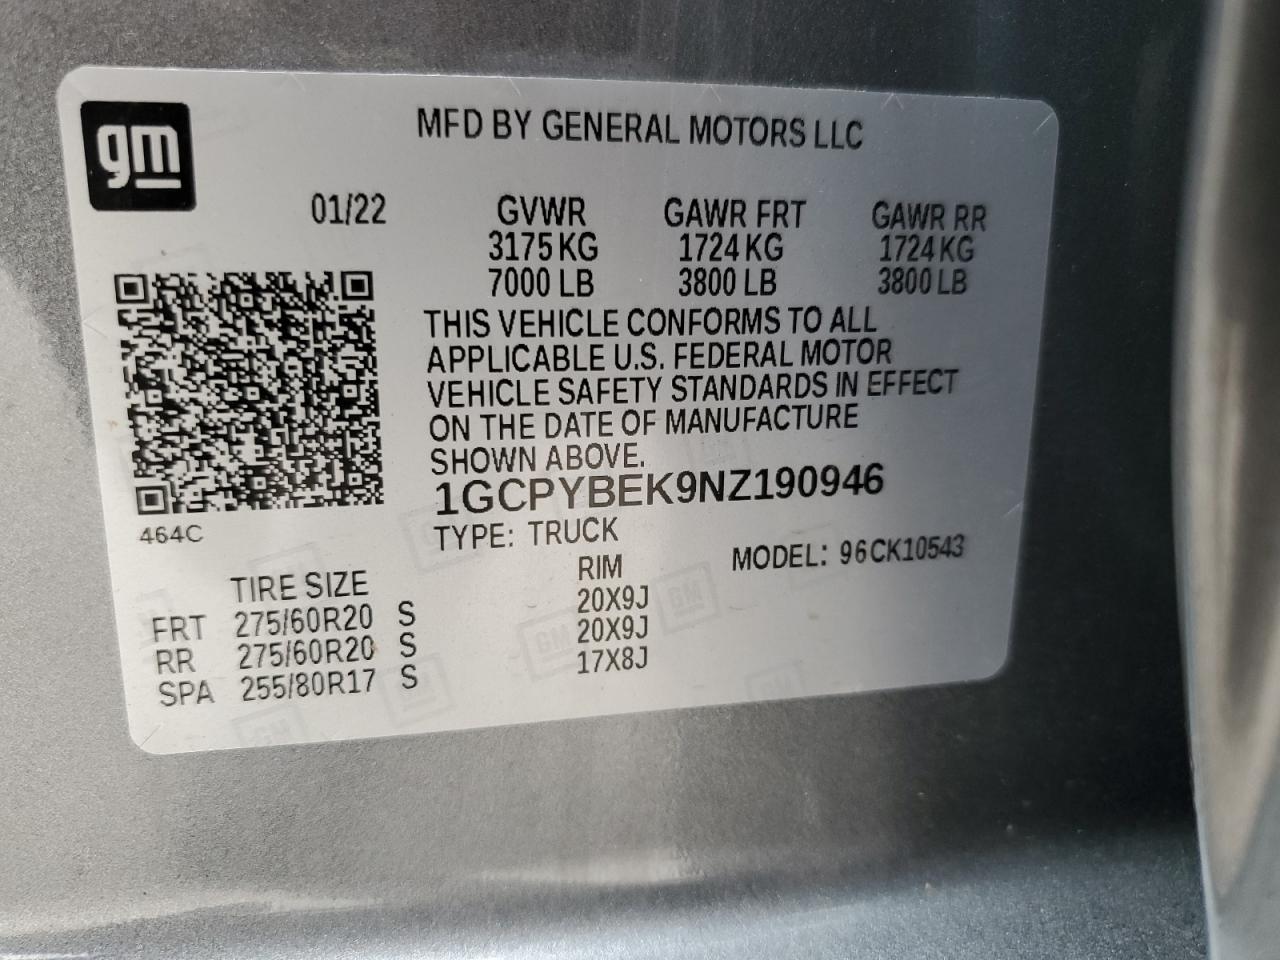 gm
MFD BY GENERAL MOTORS LLC
01/22 GVWR GAWR FRT GAWR RR
3175 KG 1724 KG 1724 KG
7000 LB 3800 LB 3800 LB
THIS VEHICLE CONFORMS TO ALL
APPLICABLE U.S. FEDERAL MOTOR
VEHICLE SAFETY STANDARDS IN EFFECT
ON THE DATE OF MANUFACTURE
SHOWN ABOVE.
1GCPYBEK9NZ190946
464C
TYPE: TRUCK MODEL: 96CK10543
TIRE SIZE RIM
FRT 275/60R20 S 20X9J
RR 275/60R20 S 20X9J
SPA 255/80R17 S 17X8J
GM
GM
GM